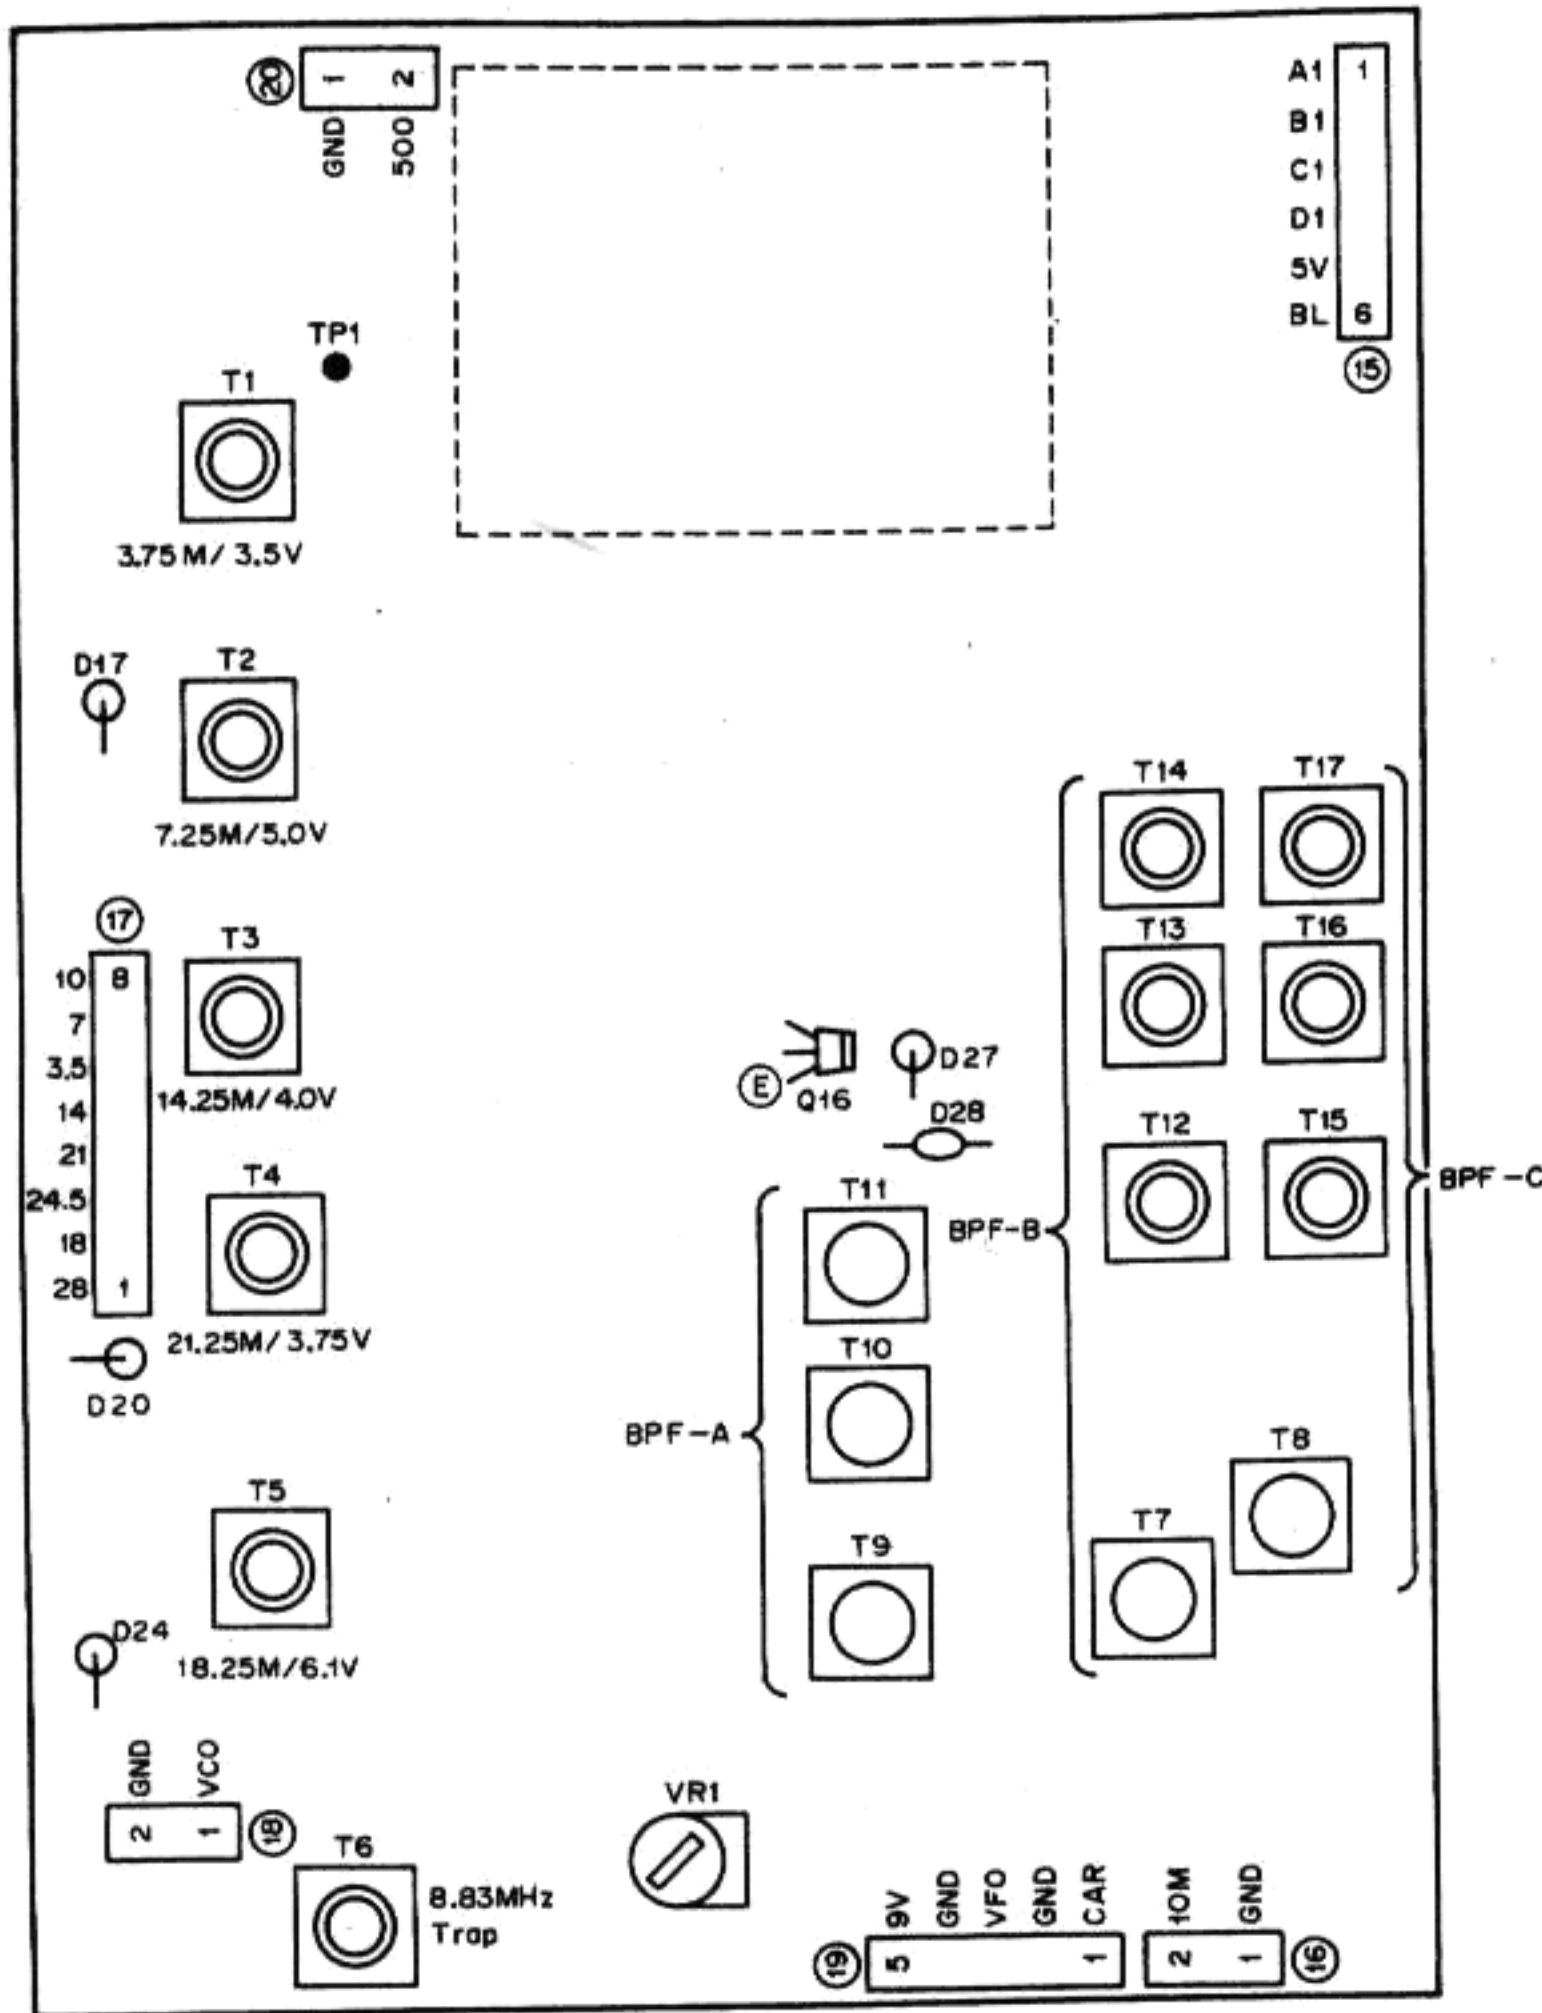 20 1 2
GND 500
A1 1
B1
C1
D1
5V
BL 6
15
TP1
T1
3.75M/3.5V
D17 T2
7.25M/5.0V
T14 T17
17
T3
T13 T16
10 8
7
3.5
14
21
24.5
18
28 1
14.25M/4.0V
E Q16 D27
D28
T12 T15
T4
T11
BPF-B
BPF-C
21.25M/3.75V
D20
T10
BPF-A
T8
T5
T7
T9
D24
18.25M/6.1V
GND VCO
2 1 18
VR1
T6
8.83MHz
Trap
9V GND VFO GND CAR
19 5 1
10M GND
2 1 16